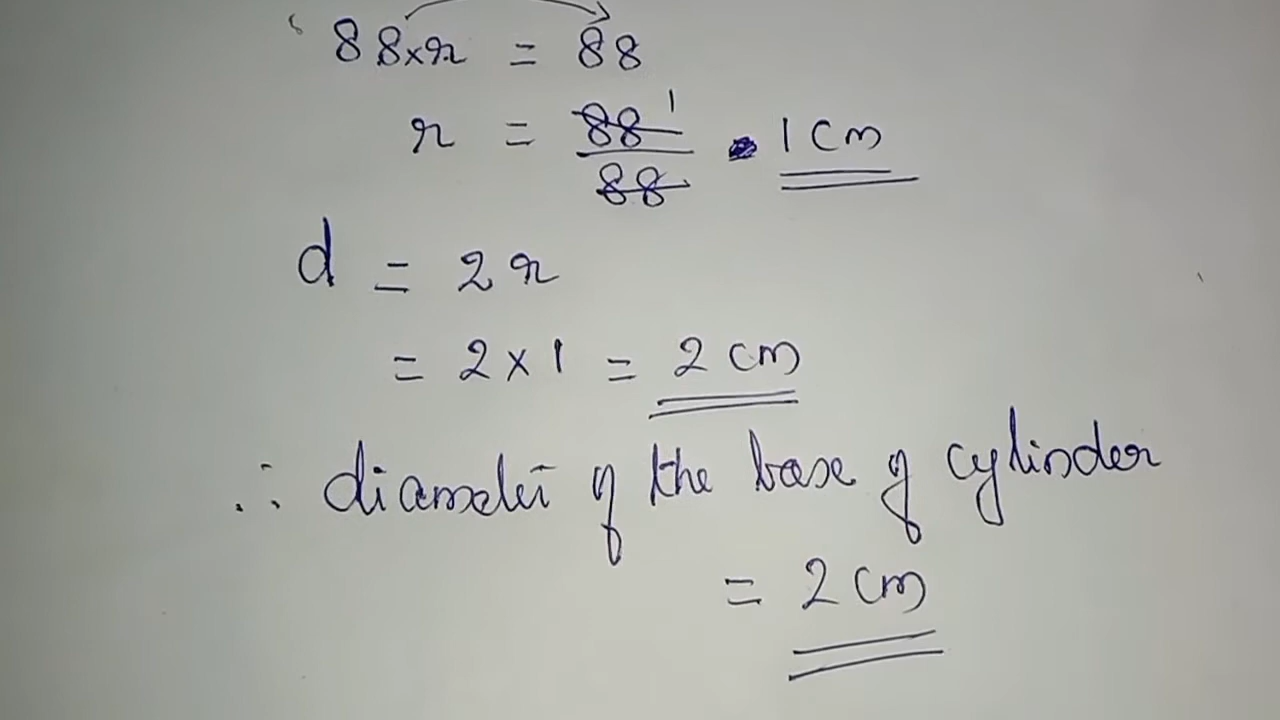 88×r = 88
r = 88 1 / 88 1 cm
d = 2r
= 2×1 = 2 cm
∴ diameter of the base of cylinder
= 2 cm